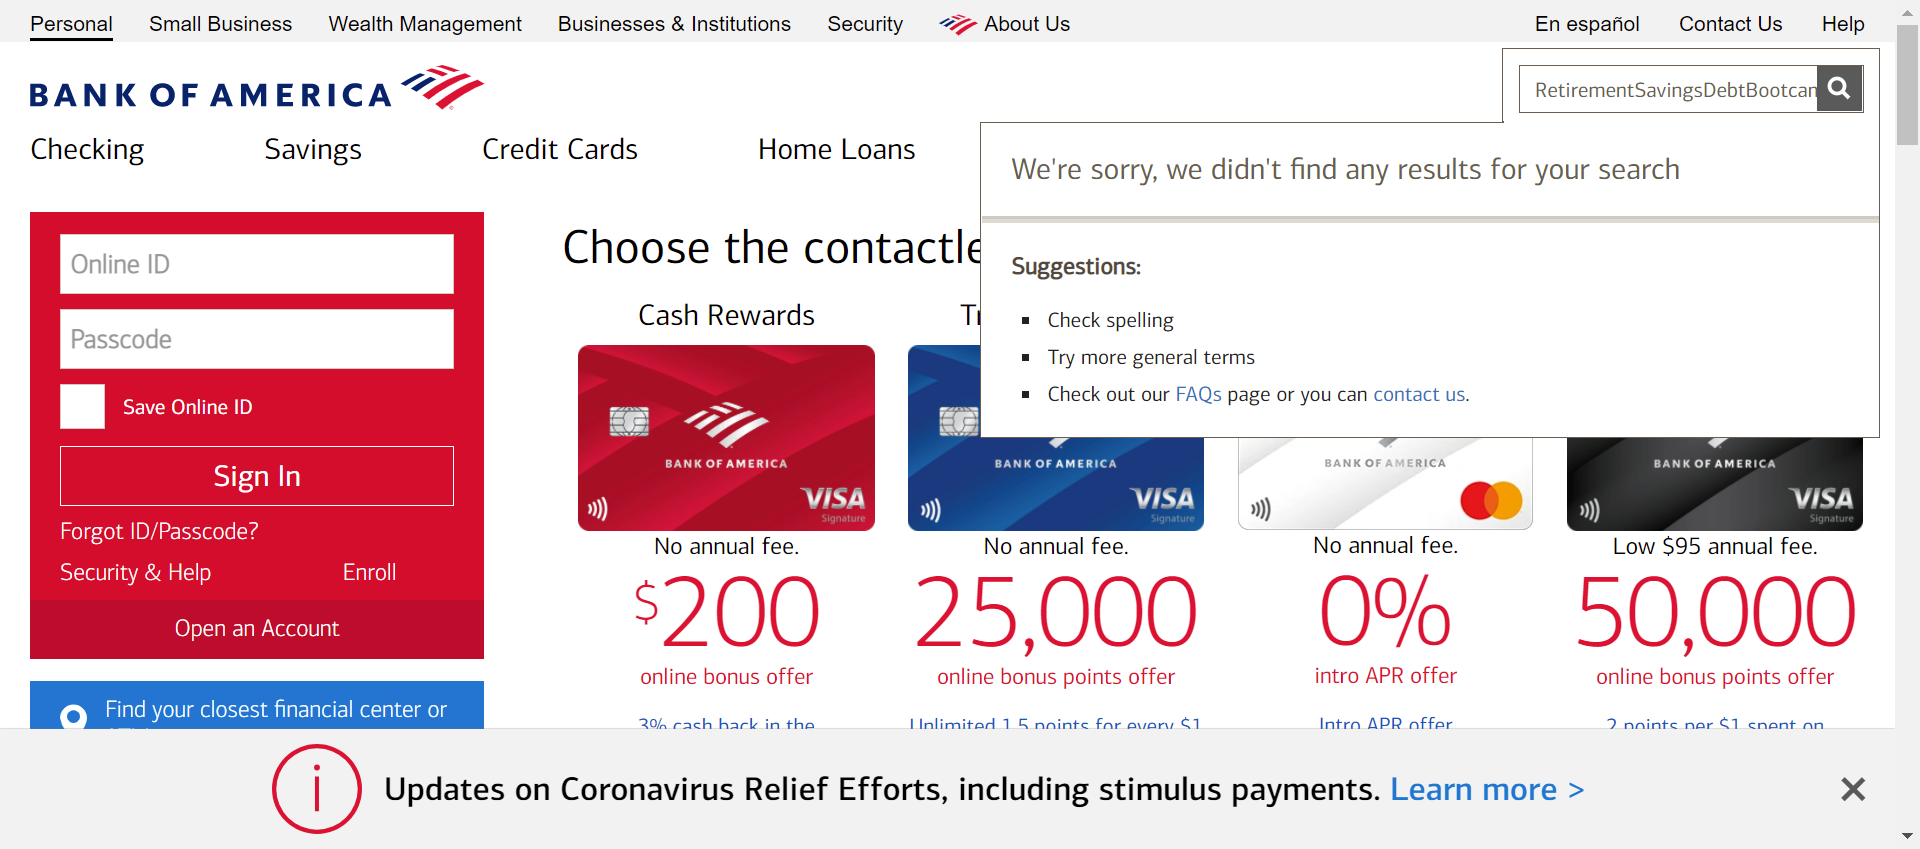 Personal
Small Business
Wealth Management
Businesses & Institutions
Security
About Us
En español
Contact Us
Help
BANK OF AMERICA
RetirementSavingsDebtBootcam
Checking
Savings
Credit Cards
Home Loans
We're sorry, we didn't find any results for your search
Suggestions:
Check spelling
Try more general terms
Check out our FAQs page or you can contact us.
Online ID
Passcode
Save Online ID
Sign In
Forgot ID/Passcode?
Security & Help
Enroll
Open an Account
Find your closest financial center or
Choose the contactle
Cash Rewards
BANK OF AMERICA
VISA
Signature
No annual fee.
$200
online bonus offer
3% cash back in the
Tr
BANK OF AMERICA
VISA
Signature
No annual fee.
25,000
online bonus points offer
Unlimited 1.5 points for every $1
BANK OF AMERICA
No annual fee.
0%
intro APR offer
Intro APR offer
BANK OF AMERICA
VISA
Signature
Low $95 annual fee.
50,000
online bonus points offer
2 points per $1 spent on
Updates on Coronavirus Relief Efforts, including stimulus payments. Learn more >